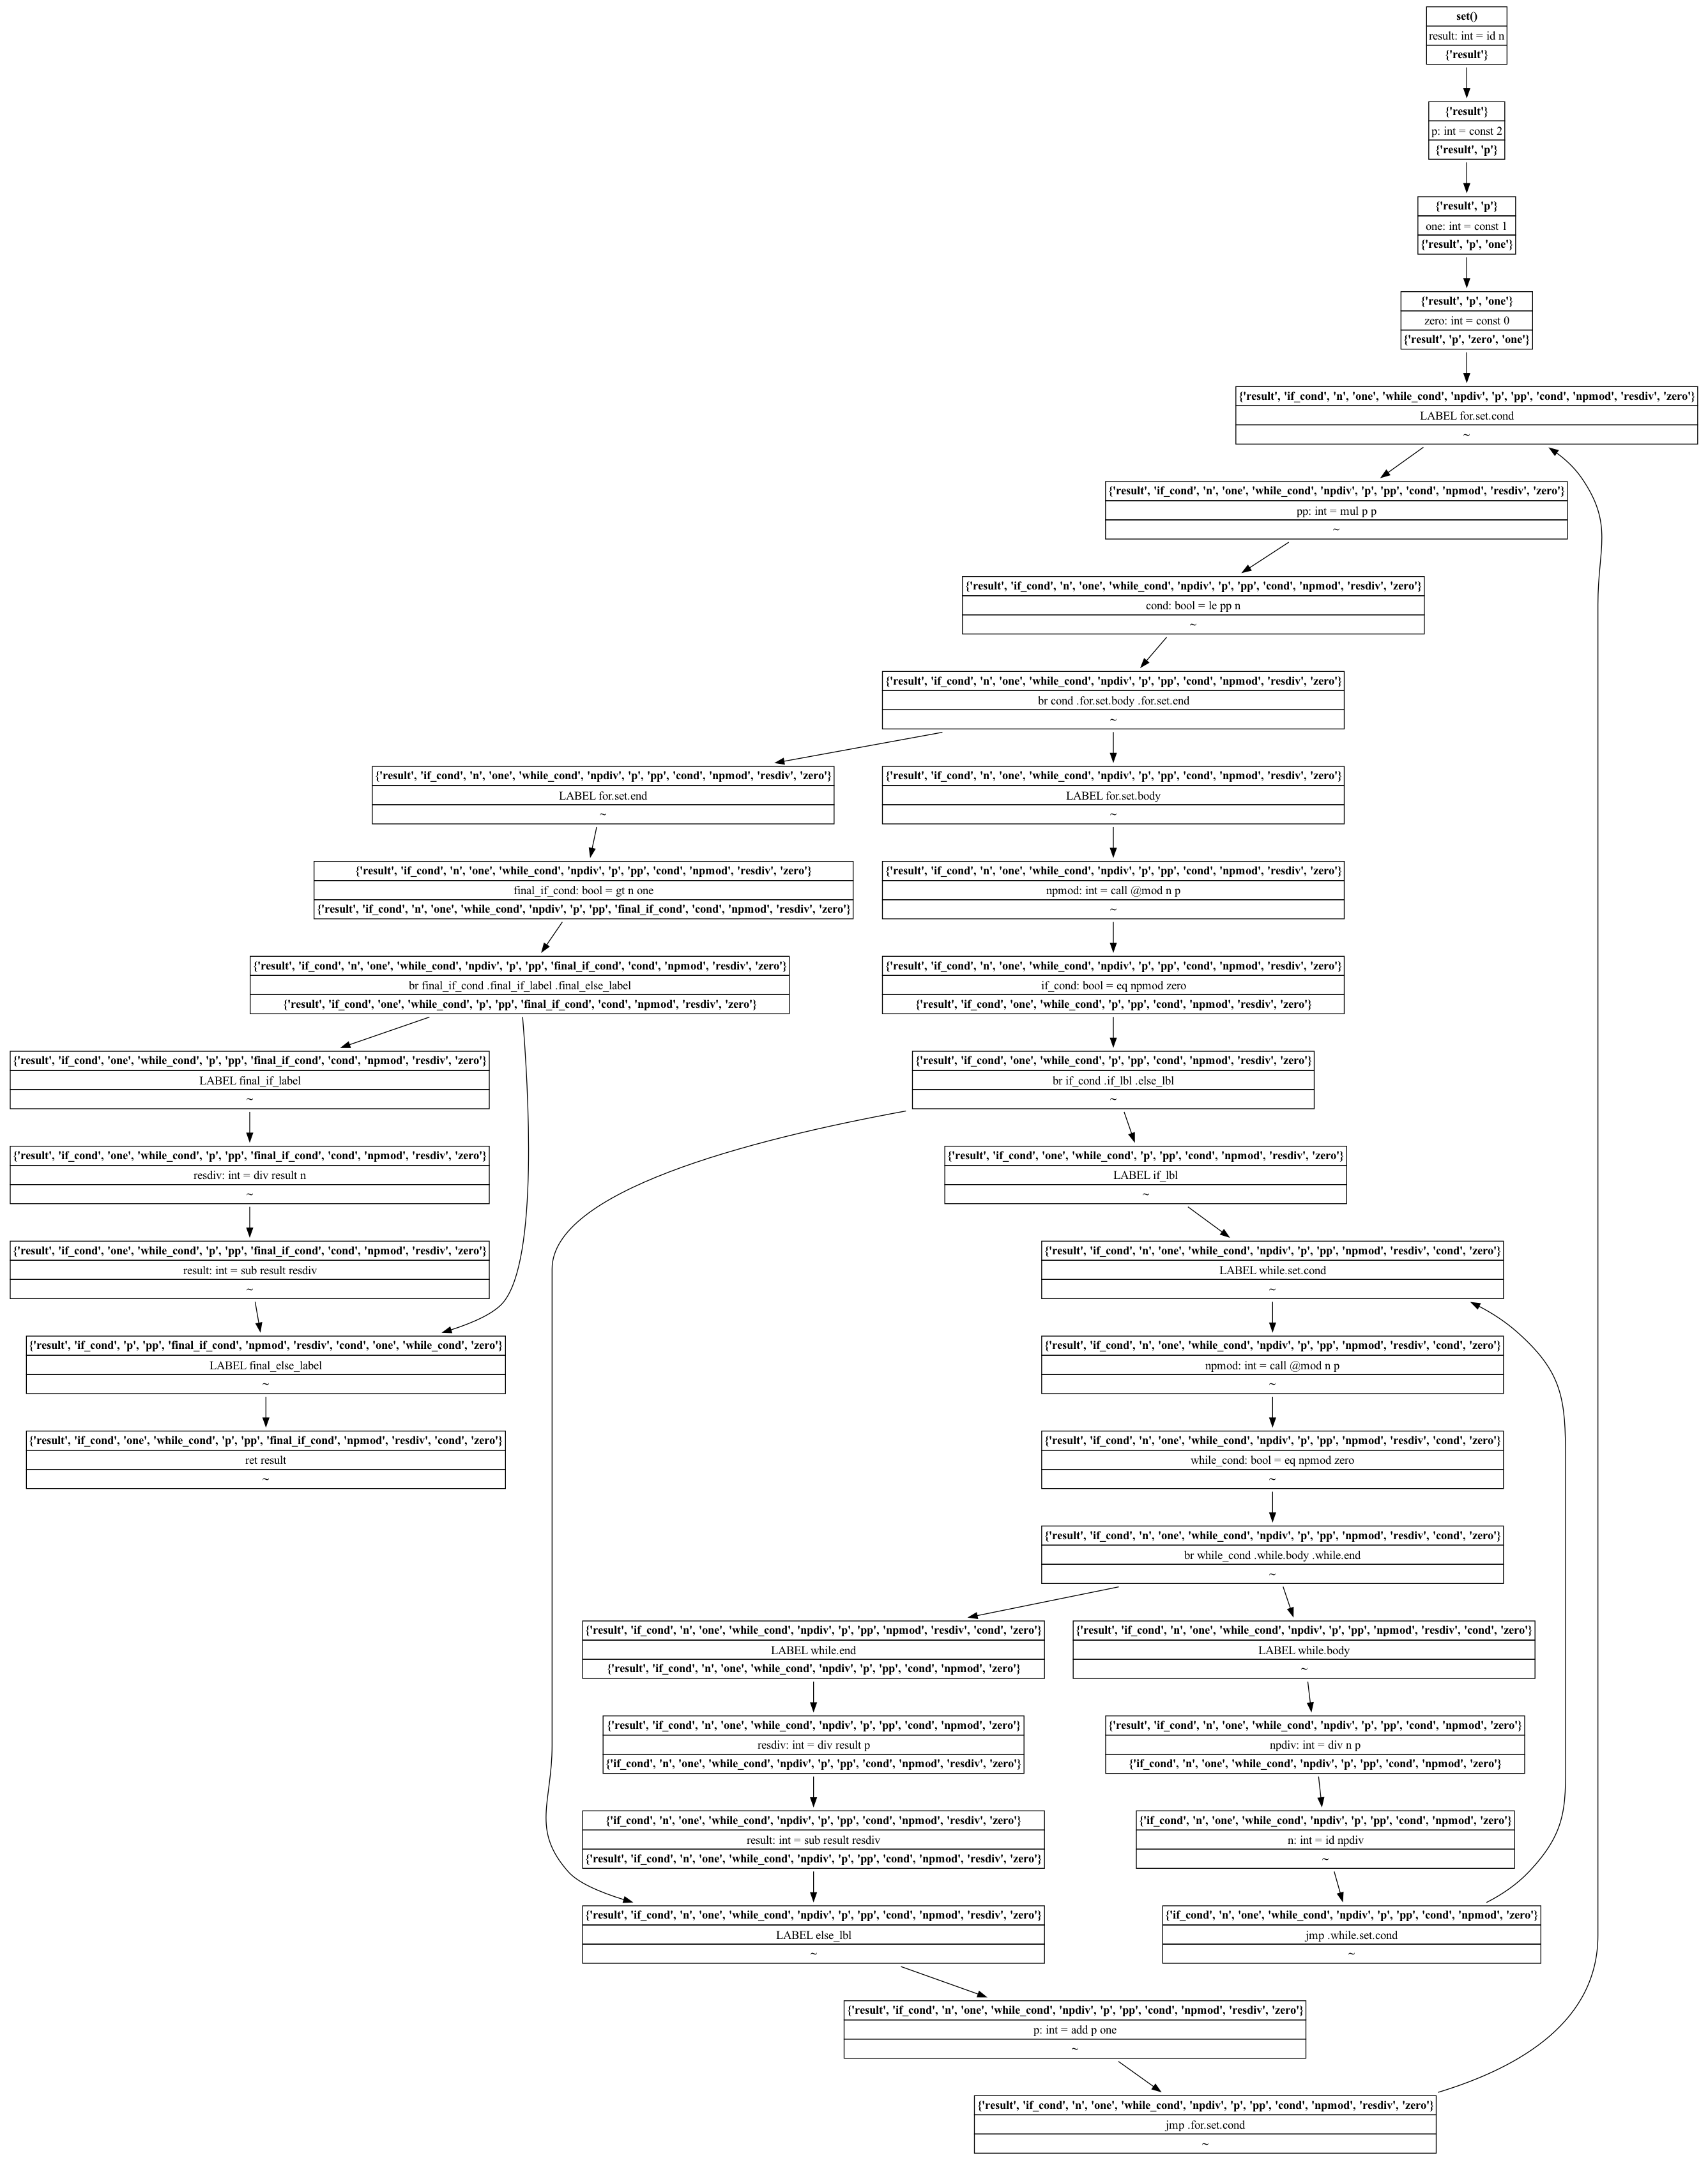 set()
result: int = id n
{'result'}
{'result'}
p: int = const 2
{'result', 'p'}
{'result', 'p'}
one: int = const 1
{'result', 'p', 'one'}
{'result', 'p', 'one'}
zero: int = const 0
{'result', 'p', 'zero', 'one'}
{'result', 'if_cond', 'n', 'one', 'while_cond', 'npdiv', 'p', 'pp', 'cond', 'npmod', 'resdiv', 'zero'}
LABEL for.set.cond
~
{'result', 'if_cond', 'n', 'one', 'while_cond', 'npdiv', 'p', 'pp', 'cond', 'npmod', 'resdiv', 'zero'}
pp: int = mul p p
~
{'result', 'if_cond', 'n', 'one', 'while_cond', 'npdiv', 'p', 'pp', 'cond', 'npmod', 'resdiv', 'zero'}
cond: bool = le pp n
~
{'result', 'if_cond', 'n', 'one', 'while_cond', 'npdiv', 'p', 'pp', 'cond', 'npmod', 'resdiv', 'zero'}
br cond .for.set.body .for.set.end
~
{'result', 'if_cond', 'n', 'one', 'while_cond', 'npdiv', 'p', 'pp', 'cond', 'npmod', 'resdiv', 'zero'}
LABEL for.set.end
~
{'result', 'if_cond', 'n', 'one', 'while_cond', 'npdiv', 'p', 'pp', 'cond', 'npmod', 'resdiv', 'zero'}
LABEL for.set.body
~
{'result', 'if_cond', 'n', 'one', 'while_cond', 'npdiv', 'p', 'pp', 'cond', 'npmod', 'resdiv', 'zero'}
final_if_cond: bool = gt n one
{'result', 'if_cond', 'n', 'one', 'while_cond', 'npdiv', 'p', 'pp', 'final_if_cond', 'cond', 'npmod', 'resdiv', 'zero'}
{'result', 'if_cond', 'n', 'one', 'while_cond', 'npdiv', 'p', 'pp', 'cond', 'npmod', 'resdiv', 'zero'}
npmod: int = call @mod n p
~
{'result', 'if_cond', 'n', 'one', 'while_cond', 'npdiv', 'p', 'pp', 'final_if_cond', 'cond', 'npmod', 'resdiv', 'zero'}
br final_if_cond .final_if_label .final_else_label
{'result', 'if_cond', 'one', 'while_cond', 'p', 'pp', 'final_if_cond', 'cond', 'npmod', 'resdiv', 'zero'}
{'result', 'if_cond', 'n', 'one', 'while_cond', 'npdiv', 'p', 'pp', 'cond', 'npmod', 'resdiv', 'zero'}
if_cond: bool = eq npmod zero
{'result', 'if_cond', 'one', 'while_cond', 'p', 'pp', 'cond', 'npmod', 'resdiv', 'zero'}
{'result', 'if_cond', 'one', 'while_cond', 'p', 'pp', 'final_if_cond', 'cond', 'npmod', 'resdiv', 'zero'}
LABEL final_if_label
~
{'result', 'if_cond', 'one', 'while_cond', 'p', 'pp', 'cond', 'npmod', 'resdiv', 'zero'}
br if_cond .if_lbl .else_lbl
~
{'result', 'if_cond', 'one', 'while_cond', 'p', 'pp', 'final_if_cond', 'cond', 'npmod', 'resdiv', 'zero'}
resdiv: int = div result n
~
{'result', 'if_cond', 'one', 'while_cond', 'p', 'pp', 'cond', 'npmod', 'resdiv', 'zero'}
LABEL if_lbl
~
{'result', 'if_cond', 'one', 'while_cond', 'p', 'pp', 'final_if_cond', 'cond', 'npmod', 'resdiv', 'zero'}
result: int = sub result resdiv
~
{'result', 'if_cond', 'n', 'one', 'while_cond', 'npdiv', 'p', 'pp', 'npmod', 'resdiv', 'cond', 'zero'}
LABEL while.set.cond
~
{'result', 'if_cond', 'p', 'pp', 'final_if_cond', 'npmod', 'resdiv', 'cond', 'one', 'while_cond', 'zero'}
LABEL final_else_label
~
{'result', 'if_cond', 'n', 'one', 'while_cond', 'npdiv', 'p', 'pp', 'npmod', 'resdiv', 'cond', 'zero'}
npmod: int = call @mod n p
~
{'result', 'if_cond', 'one', 'while_cond', 'p', 'pp', 'final_if_cond', 'npmod', 'resdiv', 'cond', 'zero'}
ret result
~
{'result', 'if_cond', 'n', 'one', 'while_cond', 'npdiv', 'p', 'pp', 'npmod', 'resdiv', 'cond', 'zero'}
while_cond: bool = eq npmod zero
~
{'result', 'if_cond', 'n', 'one', 'while_cond', 'npdiv', 'p', 'pp', 'npmod', 'resdiv', 'cond', 'zero'}
br while_cond .while.body .while.end
~
{'result', 'if_cond', 'n', 'one', 'while_cond', 'npdiv', 'p', 'pp', 'npmod', 'resdiv', 'cond', 'zero'}
LABEL while.end
{'result', 'if_cond', 'n', 'one', 'while_cond', 'npdiv', 'p', 'pp', 'cond', 'npmod', 'zero'}
{'result', 'if_cond', 'n', 'one', 'while_cond', 'npdiv', 'p', 'pp', 'npmod', 'resdiv', 'cond', 'zero'}
LABEL while.body
~
{'result', 'if_cond', 'n', 'one', 'while_cond', 'npdiv', 'p', 'pp', 'cond', 'npmod', 'zero'}
resdiv: int = div result p
{'if_cond', 'n', 'one', 'while_cond', 'npdiv', 'p', 'pp', 'cond', 'npmod', 'resdiv', 'zero'}
{'result', 'if_cond', 'n', 'one', 'while_cond', 'npdiv', 'p', 'pp', 'cond', 'npmod', 'zero'}
npdiv: int = div n p
{'if_cond', 'n', 'one', 'while_cond', 'npdiv', 'p', 'pp', 'cond', 'npmod', 'zero'}
{'if_cond', 'n', 'one', 'while_cond', 'npdiv', 'p', 'pp', 'cond', 'npmod', 'resdiv', 'zero'}
result: int = sub result resdiv
{'result', 'if_cond', 'n', 'one', 'while_cond', 'npdiv', 'p', 'pp', 'cond', 'npmod', 'resdiv', 'zero'}
{'if_cond', 'n', 'one', 'while_cond', 'npdiv', 'p', 'pp', 'cond', 'npmod', 'zero'}
n: int = id npdiv
~
{'result', 'if_cond', 'n', 'one', 'while_cond', 'npdiv', 'p', 'pp', 'cond', 'npmod', 'resdiv', 'zero'}
LABEL else_lbl
~
{'if_cond', 'n', 'one', 'while_cond', 'npdiv', 'p', 'pp', 'cond', 'npmod', 'zero'}
jmp .while.set.cond
~
{'result', 'if_cond', 'n', 'one', 'while_cond', 'npdiv', 'p', 'pp', 'cond', 'npmod', 'resdiv', 'zero'}
p: int = add p one
~
{'result', 'if_cond', 'n', 'one', 'while_cond', 'npdiv', 'p', 'pp', 'cond', 'npmod', 'resdiv', 'zero'}
jmp .for.set.cond
~